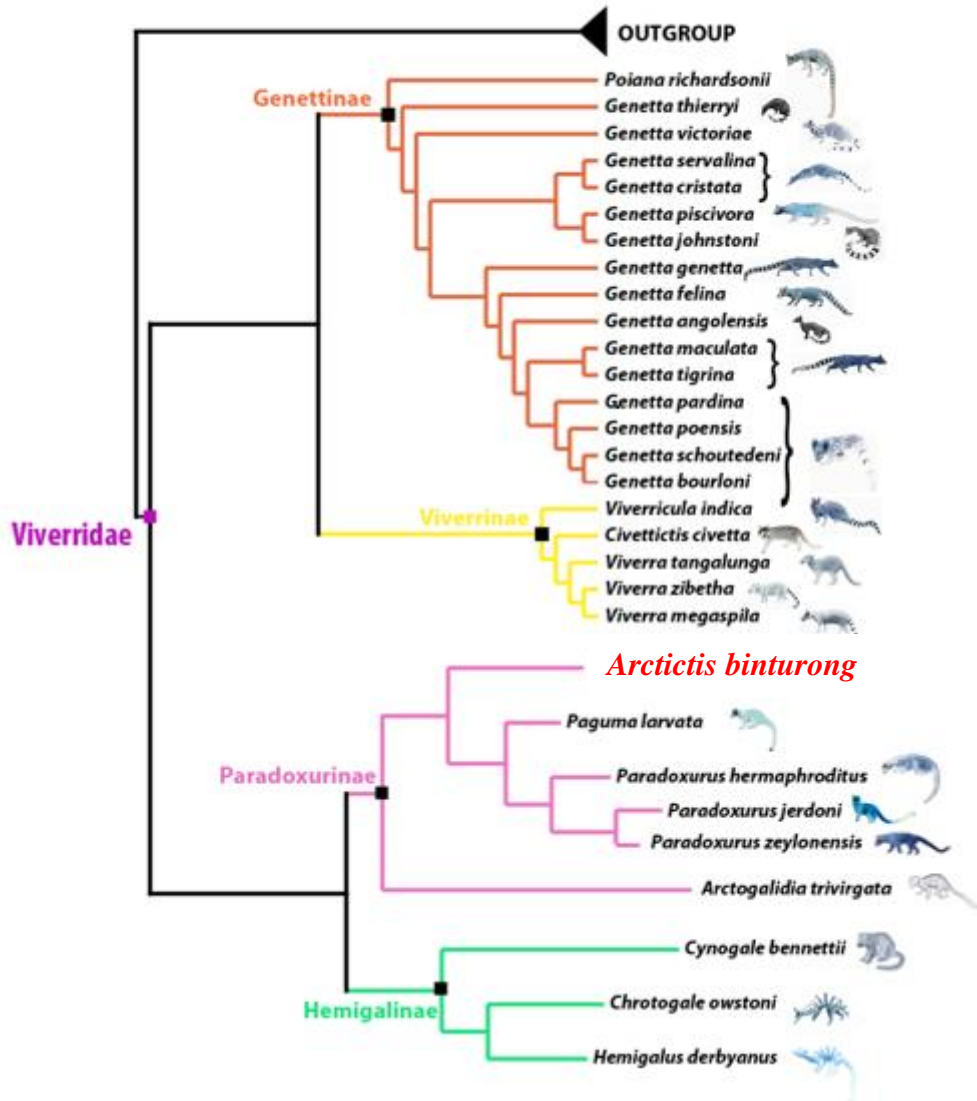 OUTGROUP
Poiana richardsonii
Genettinae
Genetta thierryi
Genetta victoriae
Genetta servalina
Genetta cristata
Genetta piscivora
Genetta johnstoni
Genetta genetta
Genetta felina
Genetta angolensis
Genetta maculata
Genetta tigrina
Genetta pardina
Genetta poensis
Genetta schoutedeni
Genetta bourloni
Viverricula indica
Viverrinae
Civettictis civetta
Viverridae
Viverra tangalunga
Viverra zibetha
Viverra megaspila
Arctictis binturong
Paguma larvata
Paradoxurinae
Paradoxurus hermaphroditus
Paradoxurus jerdoni
Paradoxurus zeylonensis
Arctogalidia trivirgata
Cynogale bennettii
Chrotogale owstoni
Hemigalinae
Hemigalus derbyanus